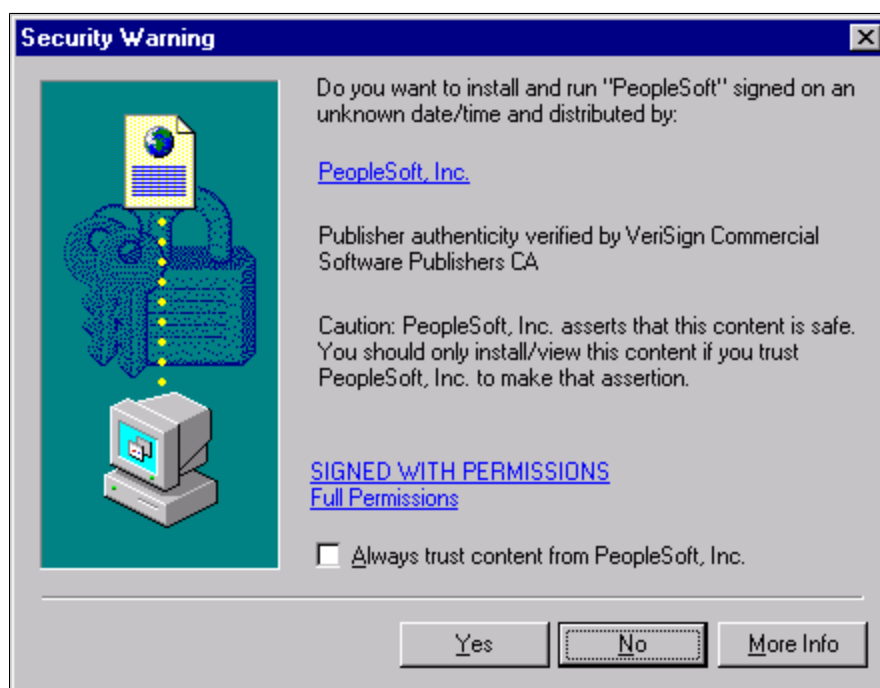 Security Warning
Do you want to install and run "PeopleSoft" signed on an
unknown date/time and distributed by:
PeopleSoft, Inc.
Publisher authenticity verified by VeriSign Commercial
Software Publishers CA
Caution: PeopleSoft, Inc. asserts that this content is safe.
You should only install/view this content if you trust
PeopleSoft, Inc. to make that assertion.
SIGNED WITH PERMISSIONS
Full Permissions
Always trust content from PeopleSoft, Inc.
Yes No More Info